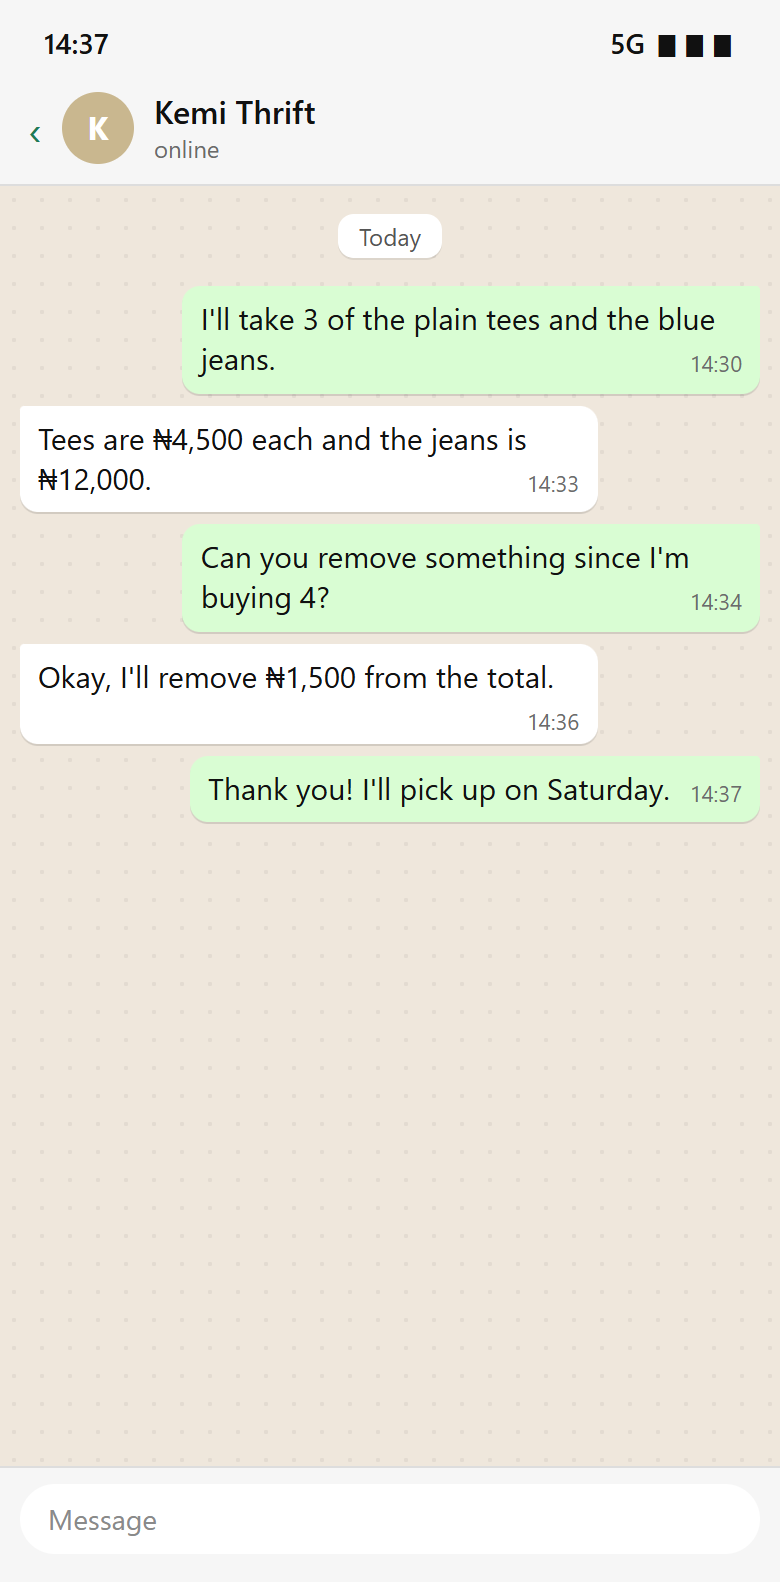 14:37 5G
K
Kemi Thrift
online
Today
I'll take 3 of the plain tees and the blue
jeans. 14:30
Tees are ₦4,500 each and the jeans is
₦12,000. 14:33
Can you remove something since I'm
buying 4? 14:34
Okay, I'll remove ₦1,500 from the total.
14:36
Thank you! I'll pick up on Saturday. 14:37
Message